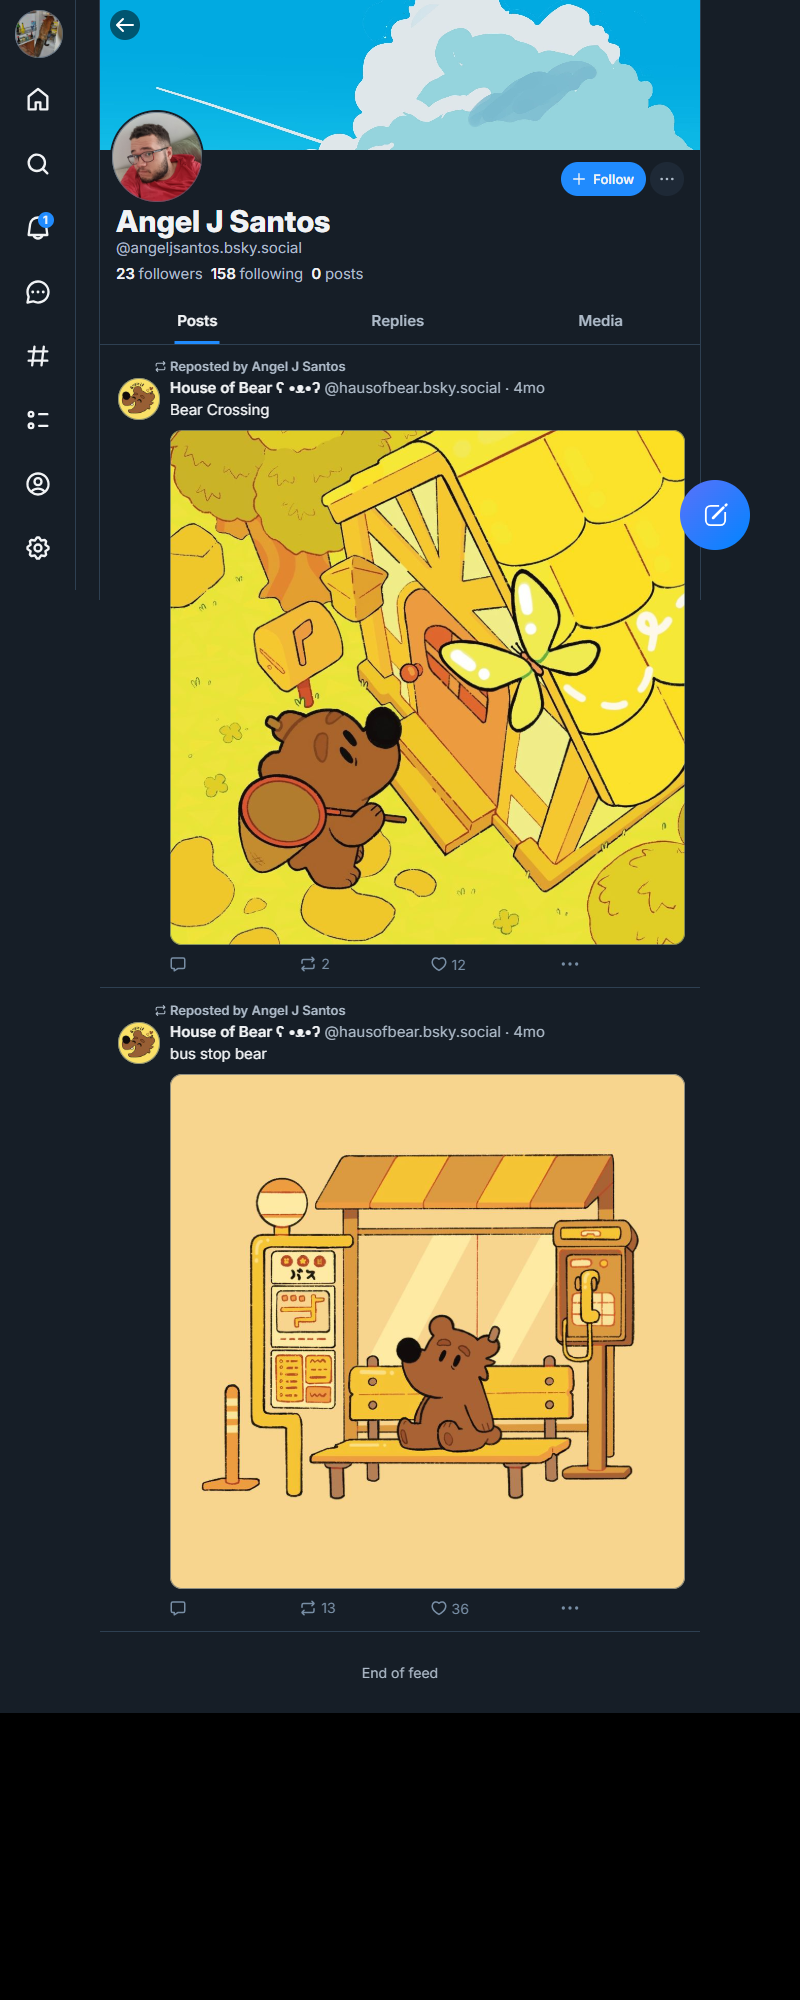 1
+ Follow
Angel J Santos
@angeljsantos.bsky.social
23 followers 158 following 0 posts
Posts Replies Media
Reposted by Angel J Santos
House of Bear ʕ •ᴥ•ʔ @hausofbear.bsky.social · 4mo
Bear Crossing
2 12
Reposted by Angel J Santos
House of Bear ʕ •ᴥ•ʔ @hausofbear.bsky.social · 4mo
bus stop bear
バス
13 36
End of feed